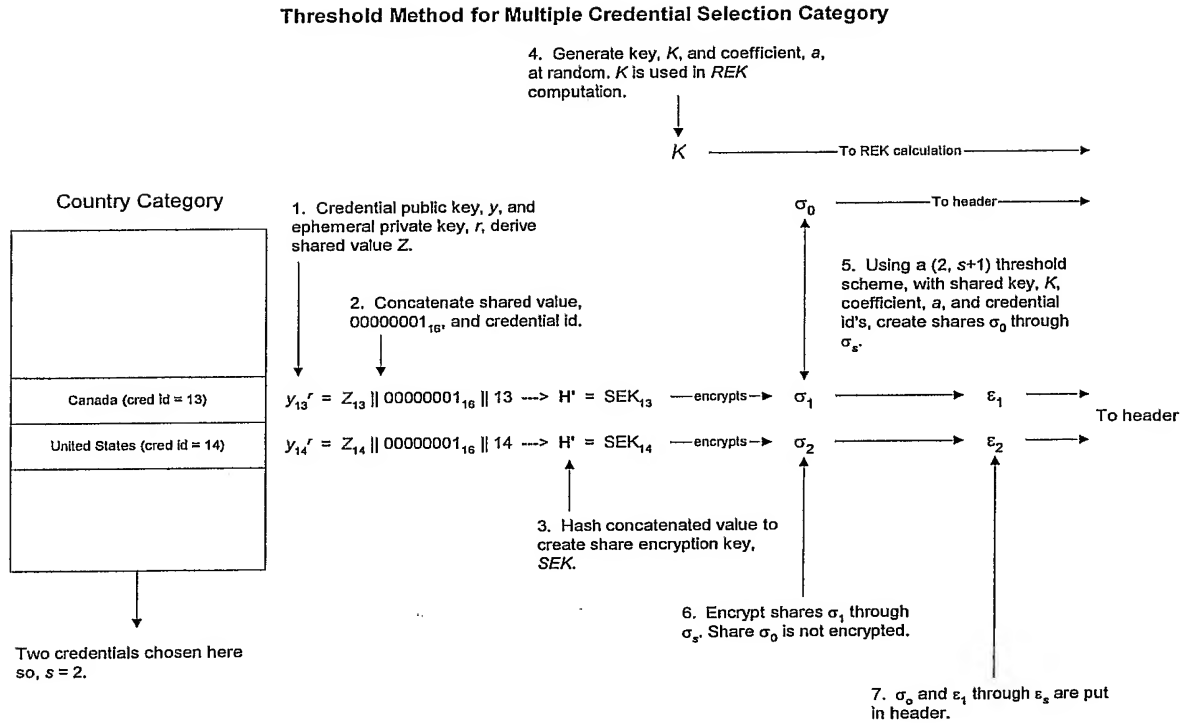 Threshold Method for Multiple Credential Selection Category
4. Generate key, K, and coefficient, a,
at random. K is used in REK
computation.
K
To REK calculation
Country Category
1. Credential public key, y, and
ephemeral private key, r, derive
shared value Z.
σ₀
To header
2. Concatenate shared value,
00000001₁₆, and credential id.
5. Using a (2, s+1) threshold
scheme, with shared key, K,
coefficient, a, and credential
id's, create shares σ₀ through
σₛ.
Canada (cred id = 13)
y₁₃ʳ = Z₁₃ || 00000001₁₆ || 13 ---> H' = SEK₁₃
encrypts
σ₁
ε₁
To header
United States (cred id = 14)
y₁₄ʳ = Z₁₄ || 00000001₁₆ || 14 ---> H' = SEK₁₄
encrypts
σ₂
ε₂
3. Hash concatenated value to
create share encryption key,
SEK.
6. Encrypt shares σ₁ through
σₛ. Share σ₀ is not encrypted.
Two credentials chosen here
so, s = 2.
7. σ₀ and ε₁ through εₛ are put
in header.